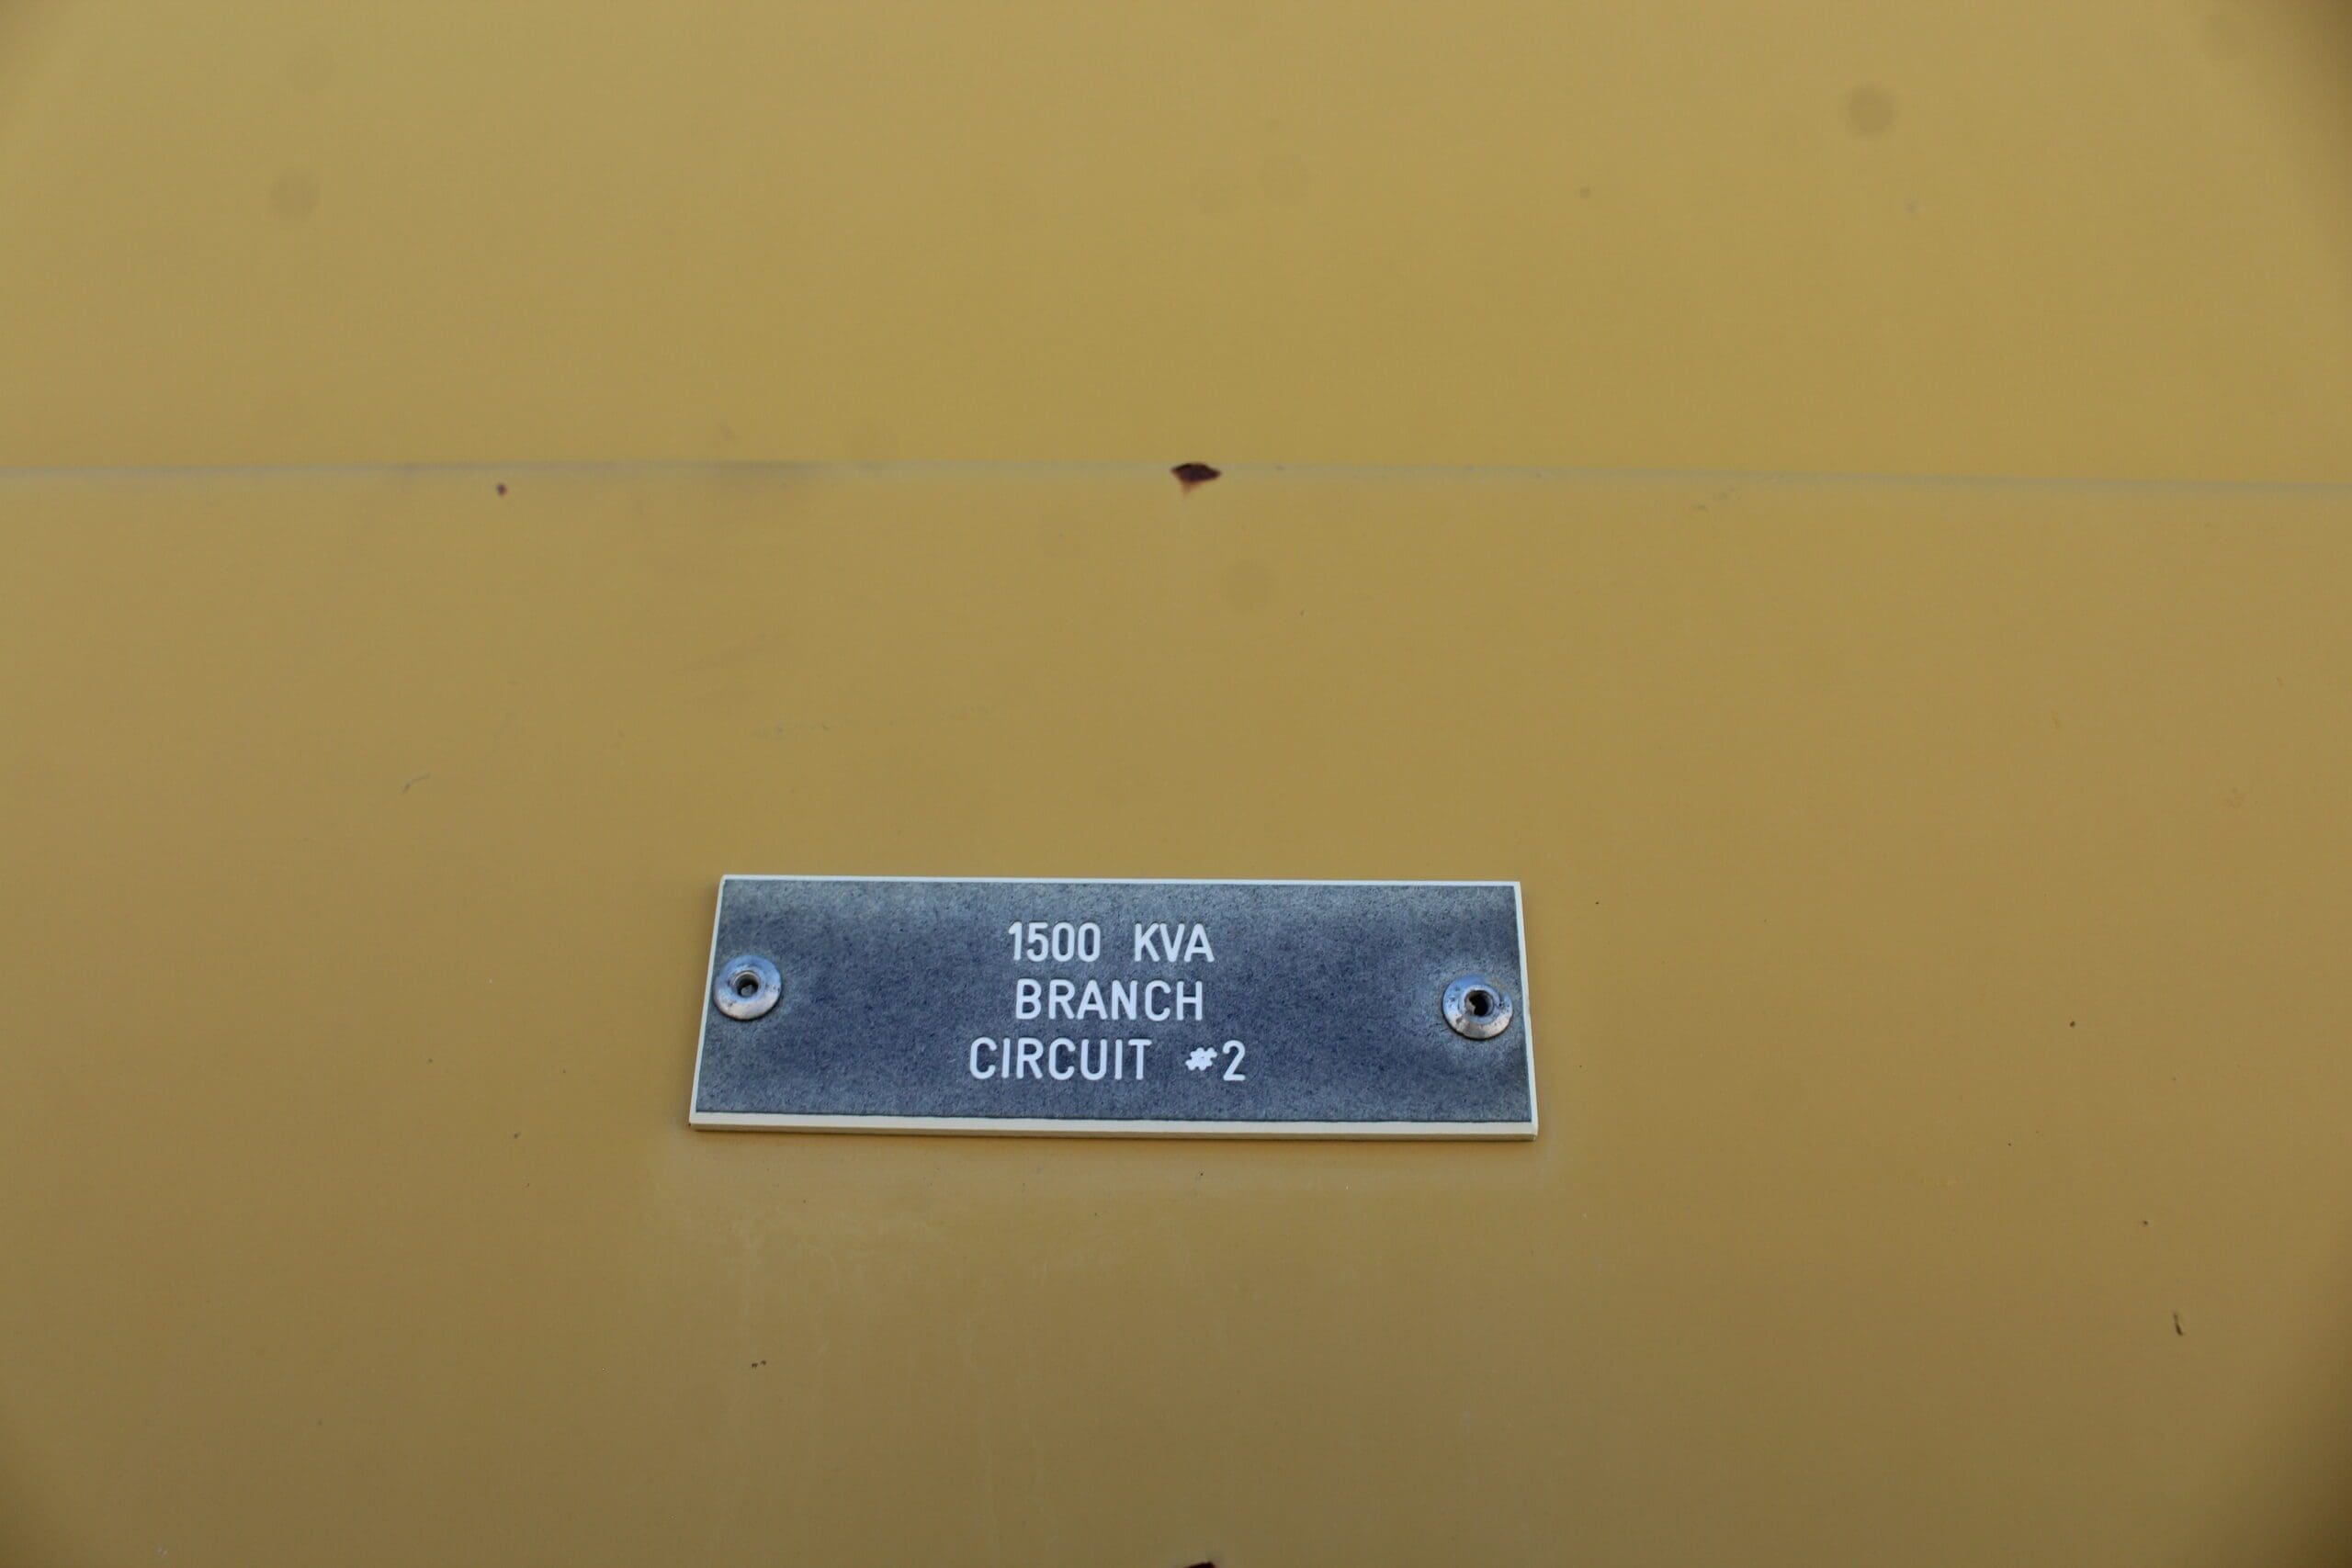 1500 KVA
BRANCH
CIRCUIT #2